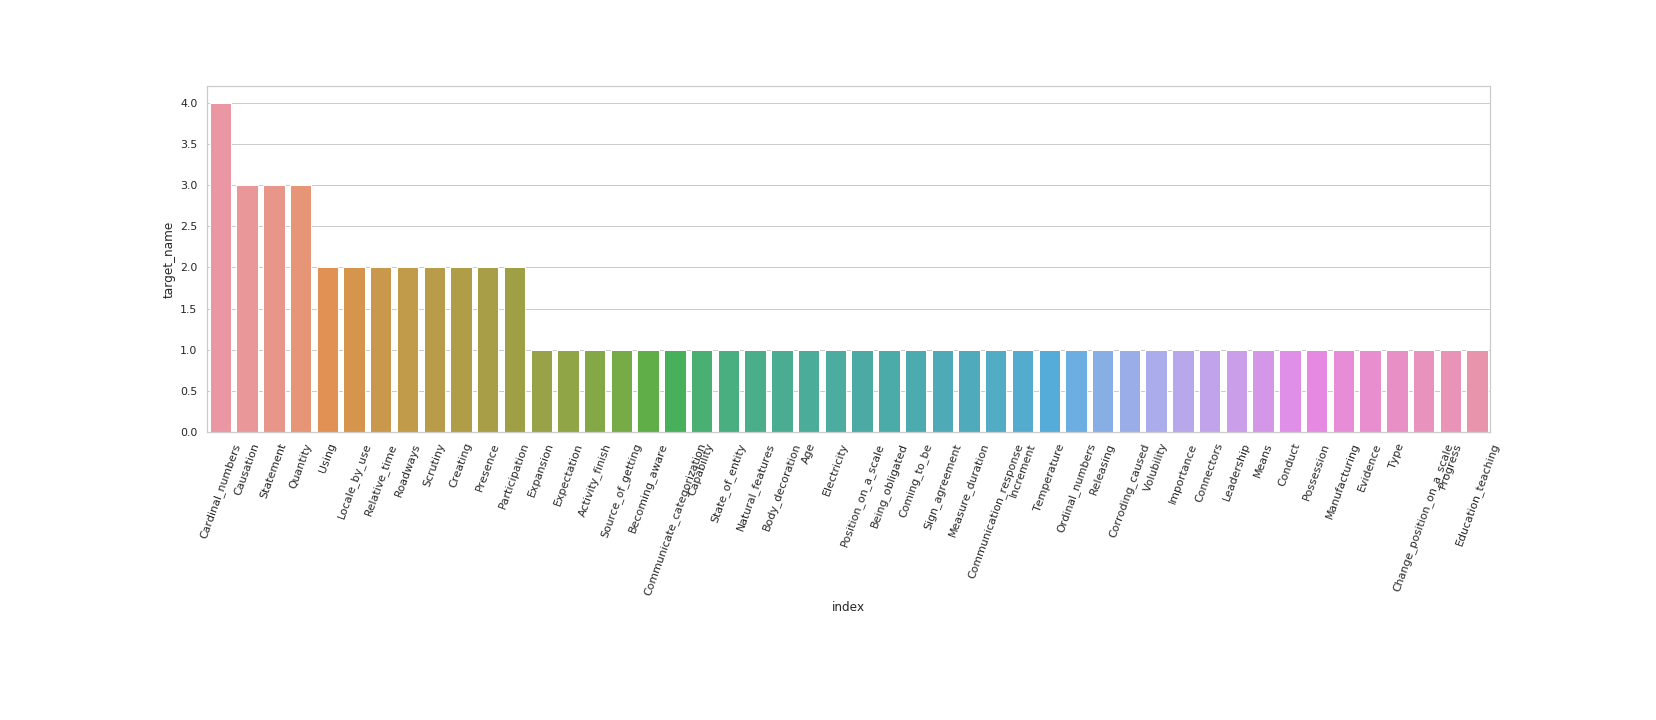 4.0
3.5
3.0
2.5
2.0
1.5
1.0
0.5
0.0
target_name
Cardinal_numbers
Causation
Statement
Quantity
Using
Locale_by_use
Relative_time
Roadways
Scrutiny
Creating
Presence
Participation
Expansion
Expectation
Activity_finish
Source_of_getting
Becoming_aware
Communicate_categorization
Capability
State_of_entity
Natural_features
Body_decoration
Age
Electricity
Position_on_a_scale
Being_obligated
Coming_to_be
Sign_agreement
Measure_duration
Communication_response
Increment
Temperature
Ordinal_numbers
Releasing
Corroding_caused
Volubility
Importance
Connectors
Leadership
Means
Conduct
Possession
Manufacturing
Evidence
Type
Change_position_on_a_scale
Progress
Education_teaching
index